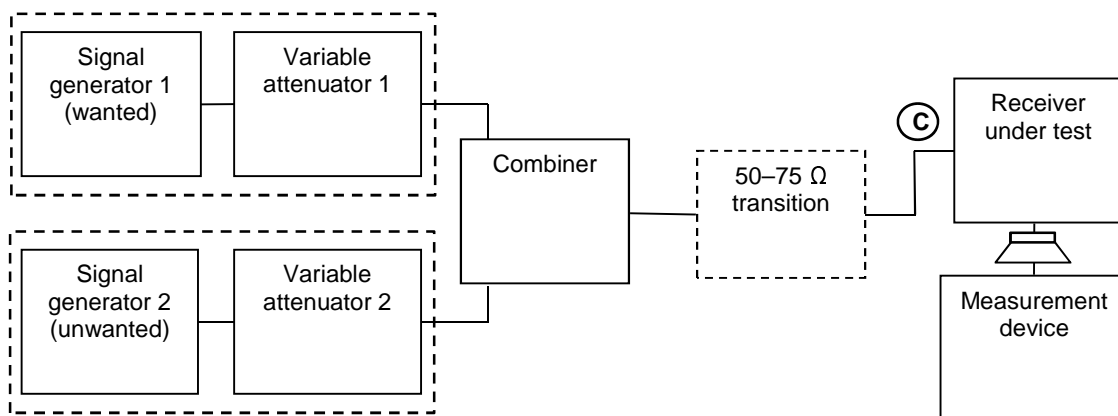 Signal
generator 1
(wanted)
Variable
attenuator 1
Signal
generator 2
(unwanted)
Variable
attenuator 2
Combiner
50–75 Ω
transition
C
Receiver
under test
Measurement
device